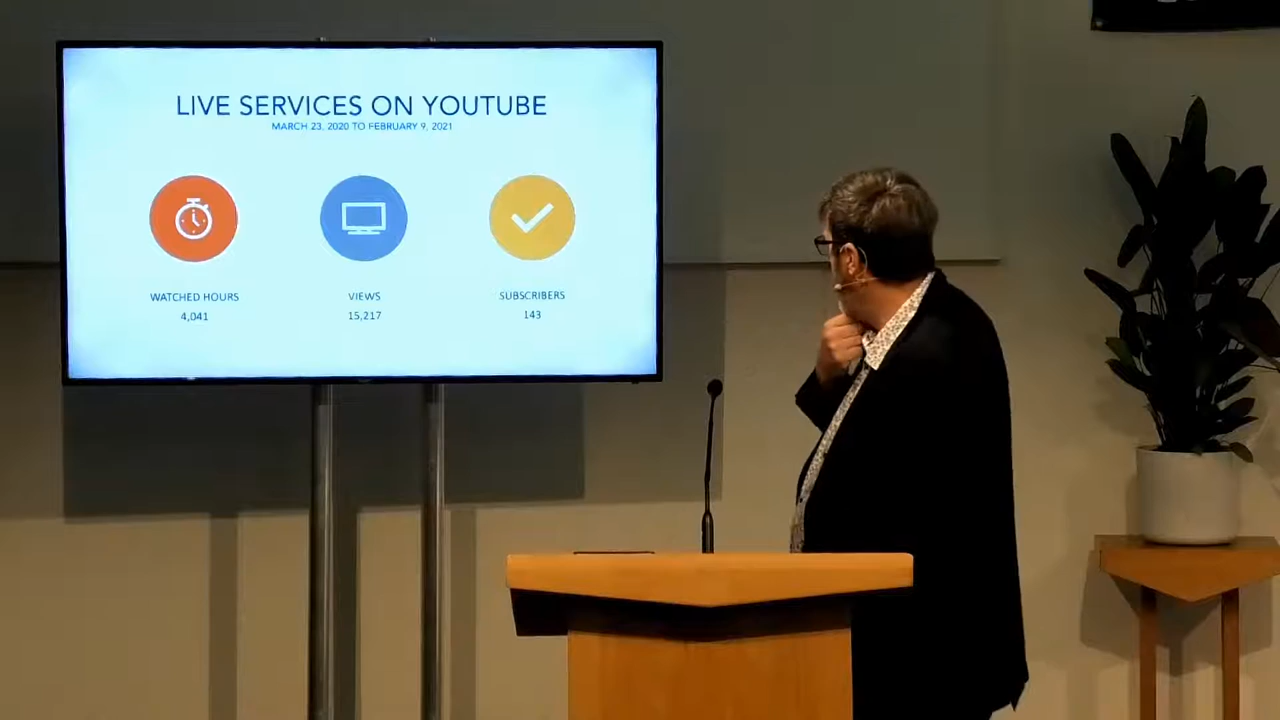 LIVE SERVICES ON YOUTUBE
MARCH 23, 2020 TO FEBRUARY 9, 2021
WATCHED HOURS
4,041
VIEWS
15,217
SUBSCRIBERS
143